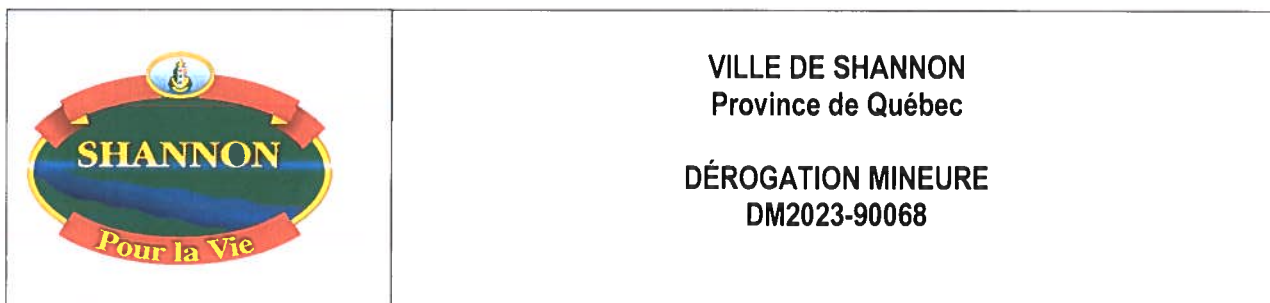 SHANNON
Pour la Vie
VILLE DE SHANNON
Province de Québec
DÉROGATION MINEURE
DM2023-90068